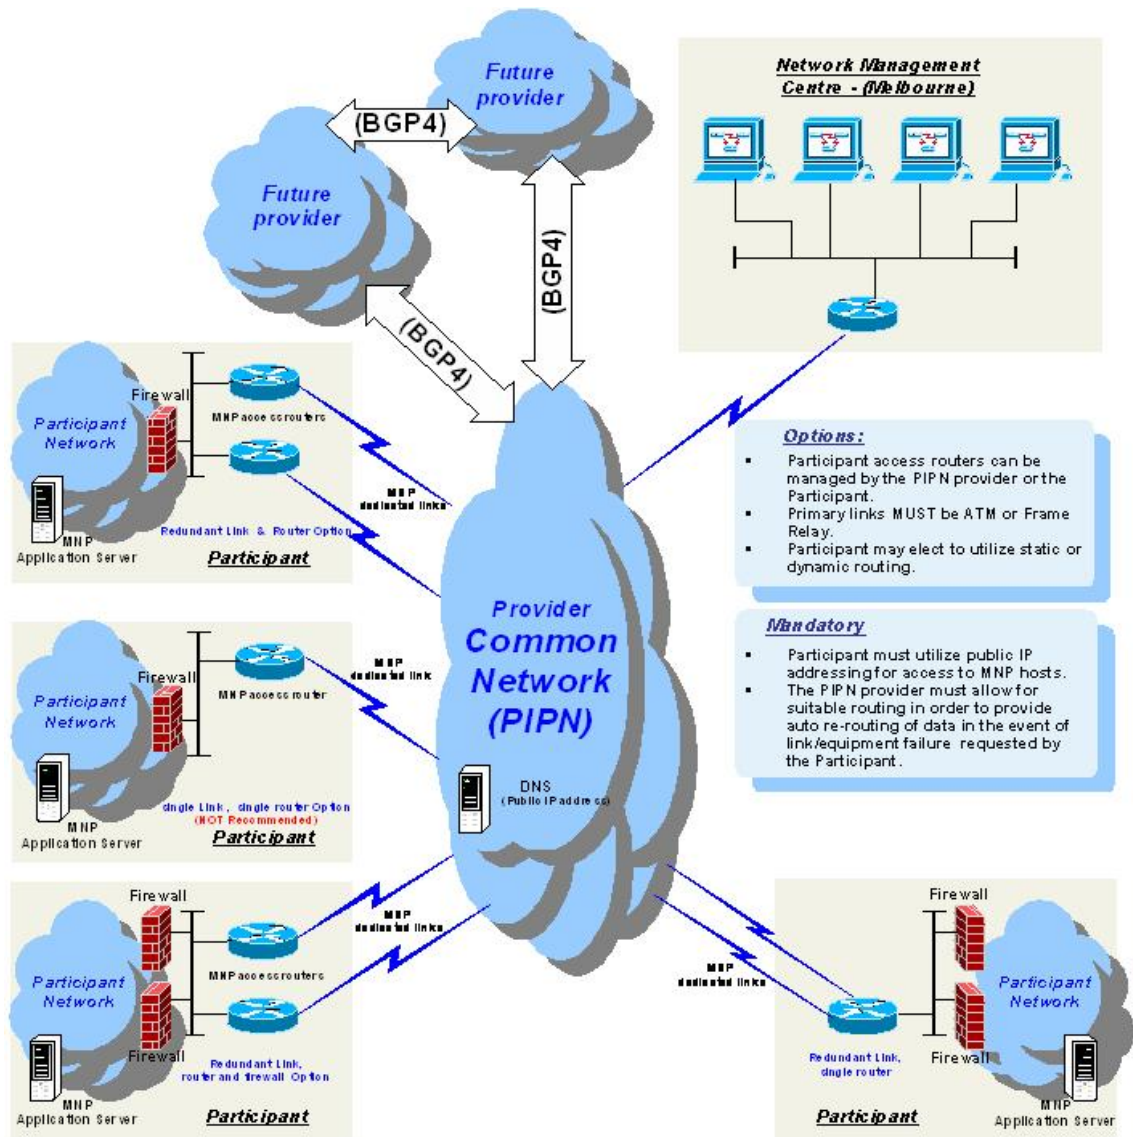 Future
provider
(BGP4)
Future
provider
(BGP4)
(BGP4)
Network Management
Centre - (Melbourne)
Firewall
Participant
Network
MNP access routers
MNP
dedicated links
Redundant Link & Router Option
MNP
Application Server
Participant
Options:
▪ Participant access routers can be
managed by the PIPN provider or the
Participant.
▪ Primary links MUST be ATM or Frame
Relay.
▪ Participant may elect to utilize static or
dynamic routing.
Provider
Common
Network
(PIPN)
DNS
(Public IP address)
Mandatory
▪ Participant must utilize public IP
addressing for access to MNP hosts.
▪ The PIPN provider must allow for
suitable routing in order to provide
auto re-routing of data in the event of
link/equipment failure requested by
the Participant.
Firewall
Participant
Network
MNP access router
MNP
dedicated link
single Link, single router Option
(NOT Recommended)
MNP
Application Server
Participant
Firewall
Participant
Network
MNP access routers
MNP
dedicated links
Firewall
Redundant Link,
router and firewall Option
MNP
Application Server
Participant
Firewall
Participant
Network
MNP
dedicated links
Firewall
Redundant Link,
single router
MNP
Application Server
Participant